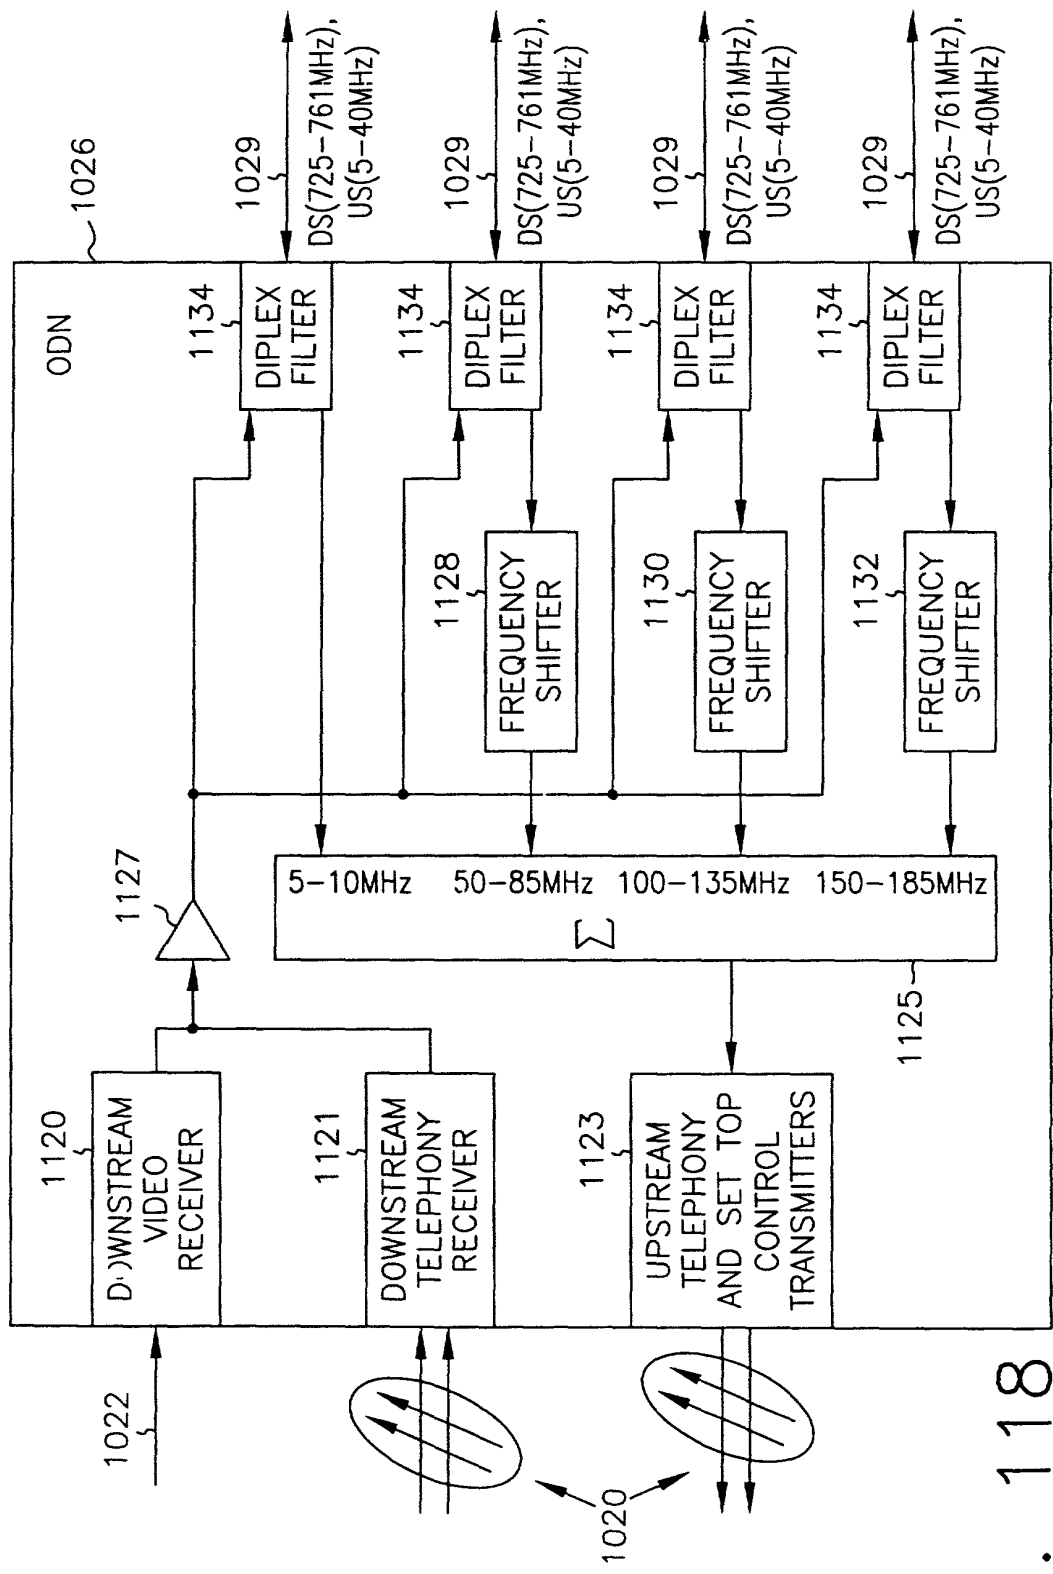 1026
ODN
1120
DOWNSTREAM
VIDEO
RECEIVER
1022
1127
1134
DIPLEX
FILTER
1029
DS(725-761MHz),
US(5-40MHz)
1121
DOWNSTREAM
TELEPHONY
RECEIVER
1020
5-10MHz
50-85MHz
100-135MHz
150-185MHz
Σ
1125
1128
FREQUENCY
SHIFTER
1134
DIPLEX
FILTER
1029
DS(725-761MHz),
US(5-40MHz)
1123
UPSTREAM
TELEPHONY
AND SET TOP
CONTROL
TRANSMITTERS
1130
FREQUENCY
SHIFTER
1134
DIPLEX
FILTER
1029
DS(725-761MHz),
US(5-40MHz)
1132
FREQUENCY
SHIFTER
1134
DIPLEX
FILTER
1029
DS(725-761MHz),
US(5-40MHz)
. 118